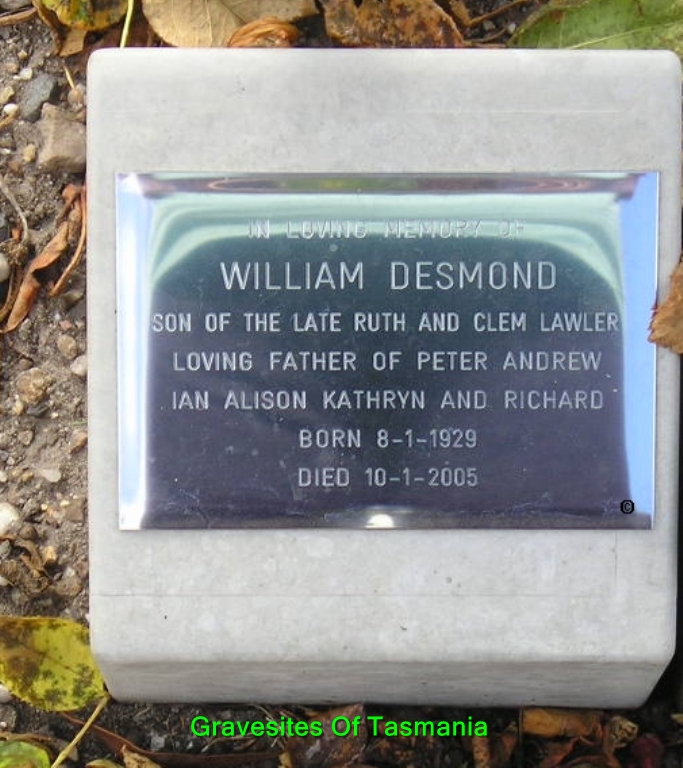 IN LOVING MEMORY OF
WILLIAM DESMOND
SON OF THE LATE RUTH AND CLEM LAWLER
LOVING FATHER OF PETER ANDREW
IAN ALISON KATHRYN AND RICHARD
BORN 8-1-1929
DIED 10-1-2005
©
Gravesites Of Tasmania